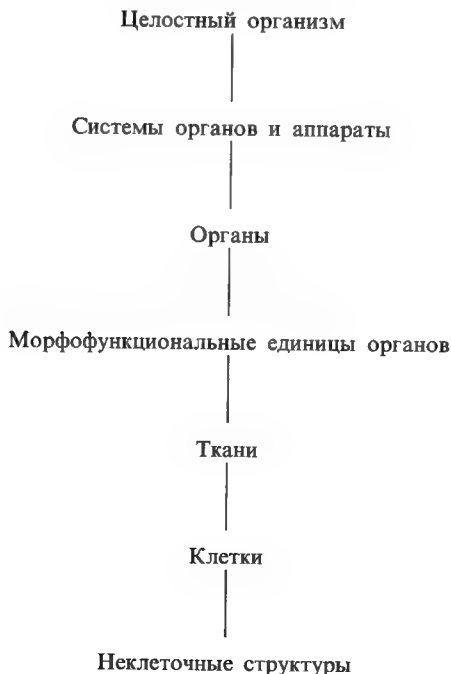 Целостный организм
Системы органов и аппараты
Органы
Морфофункциональные единицы органов
Ткани
Клетки
Неклеточные структуры